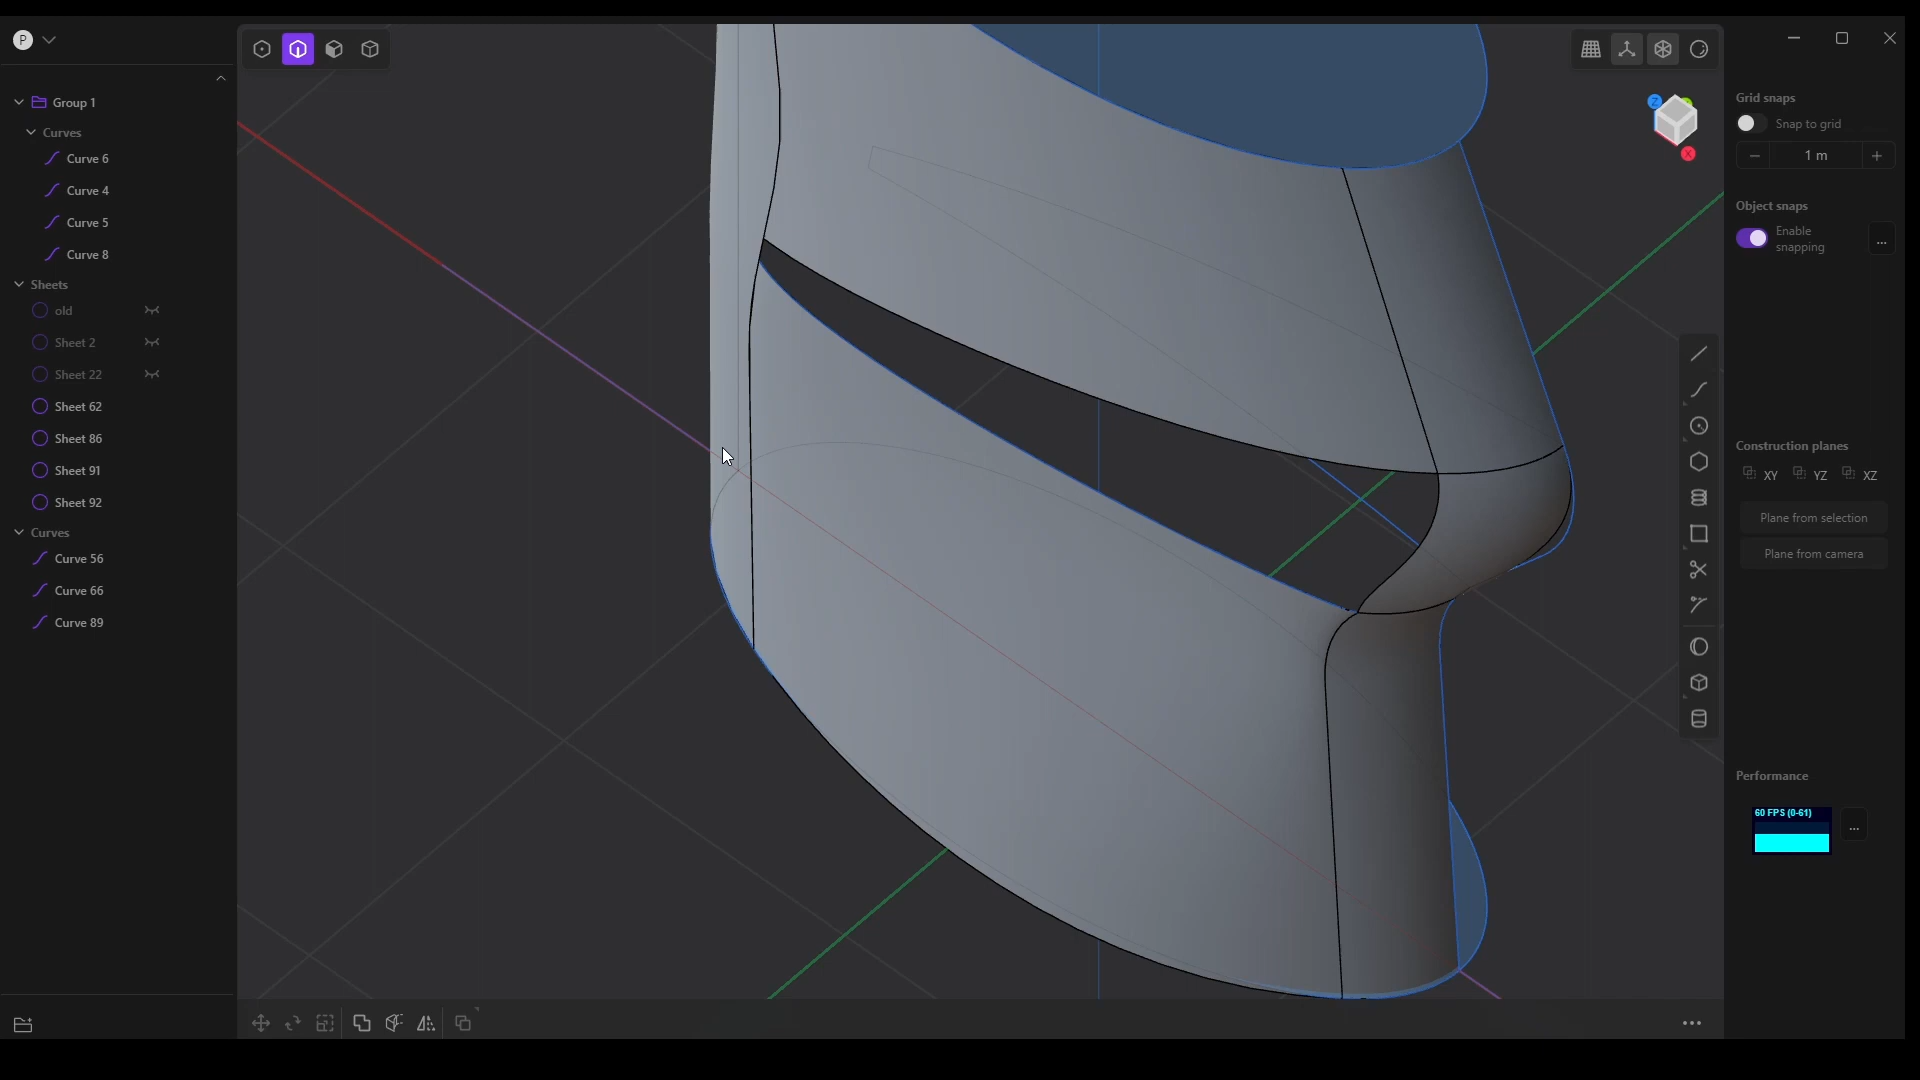 P
Group 1
Curves
Curve 6
Curve 4
Curve 5
Curve 8
Sheets
old
Sheet 2
Sheet 22
Sheet 62
Sheet 86
Sheet 91
Sheet 92
Curves
Curve 56
Curve 66
Curve 89
Z
X
Grid snaps
Snap to grid
− 1 m +
Object snaps
Enable
snapping
...
Construction planes
XY YZ XZ
Plane from selection
Plane from camera
Performance
60 FPS (0-61)
...